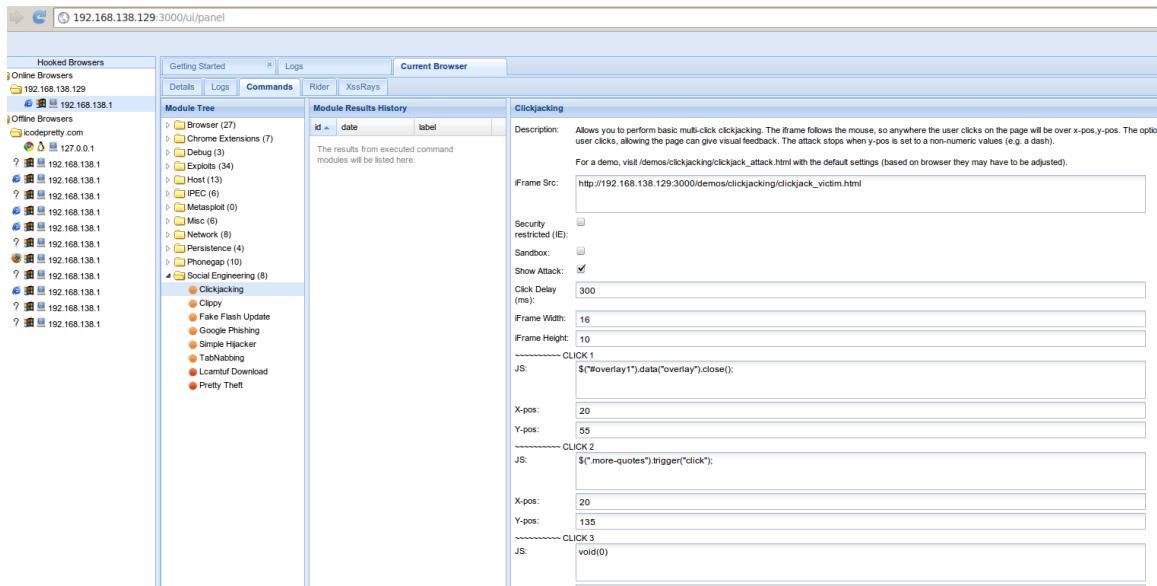 192.168.138.129:3000/ui/panel
Hooked Browsers
Online Browsers
192.168.138.129
192.168.138.1
Offline Browsers
icodepretty.com
127.0.0.1
? 192.168.138.1
192.168.138.1
? 192.168.138.1
192.168.138.1
192.168.138.1
? 192.168.138.1
192.168.138.1
? 192.168.138.1
192.168.138.1
? 192.168.138.1
? 192.168.138.1
Getting Started
Logs
Current Browser
Details
Logs
Commands
Rider
XssRays
Module Tree
Browser (27)
Chrome Extensions (7)
Debug (3)
Exploits (34)
Host (13)
IPEC (6)
Metasploit (0)
Misc (6)
Network (8)
Persistence (4)
Phonegap (10)
Social Engineering (8)
Clickjacking
Clippy
Fake Flash Update
Google Phishing
Simple Hijacker
TabNabbing
Lcamtuf Download
Pretty Theft
Module Results History
id date label
The results from executed command
modules will be listed here.
Clickjacking
Description: Allows you to perform basic multi-click clickjacking. The iframe follows the mouse, so anywhere the user clicks on the page will be over x-pos,y-pos. The optio
user clicks, allowing the page can give visual feedback. The attack stops when y-pos is set to a non-numeric values (e.g. a dash).
For a demo, visit /demos/clickjacking/clickjack_attack.html with the default settings (based on browser they may have to be adjusted).
iFrame Src: http://192.168.138.129:3000/demos/clickjacking/clickjack_victim.html
Security
restricted (IE):
Sandbox:
Show Attack:
Click Delay
(ms): 300
iFrame Width: 16
iFrame Height: 10
~~~~~~~~~~ CLICK 1
JS: $("#overlay1").data("overlay").close();
X-pos: 20
Y-pos: 55
~~~~~~~~~~ CLICK 2
JS: $(".more-quotes").trigger("click");
X-pos: 20
Y-pos: 135
~~~~~~~~~~ CLICK 3
JS: void(0)